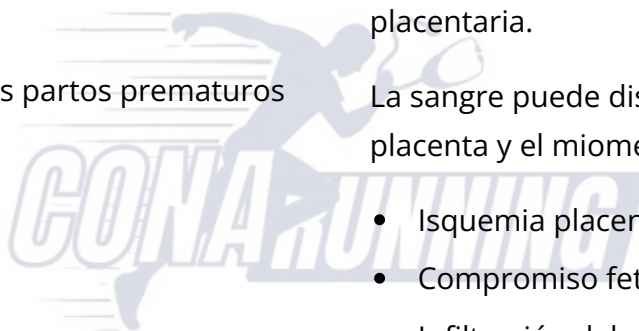 placentaria.
s partos prematuros
La sangre puede dis
placenta y el miome
CONARUNNING
• Isquemia placen
• Compromiso fet